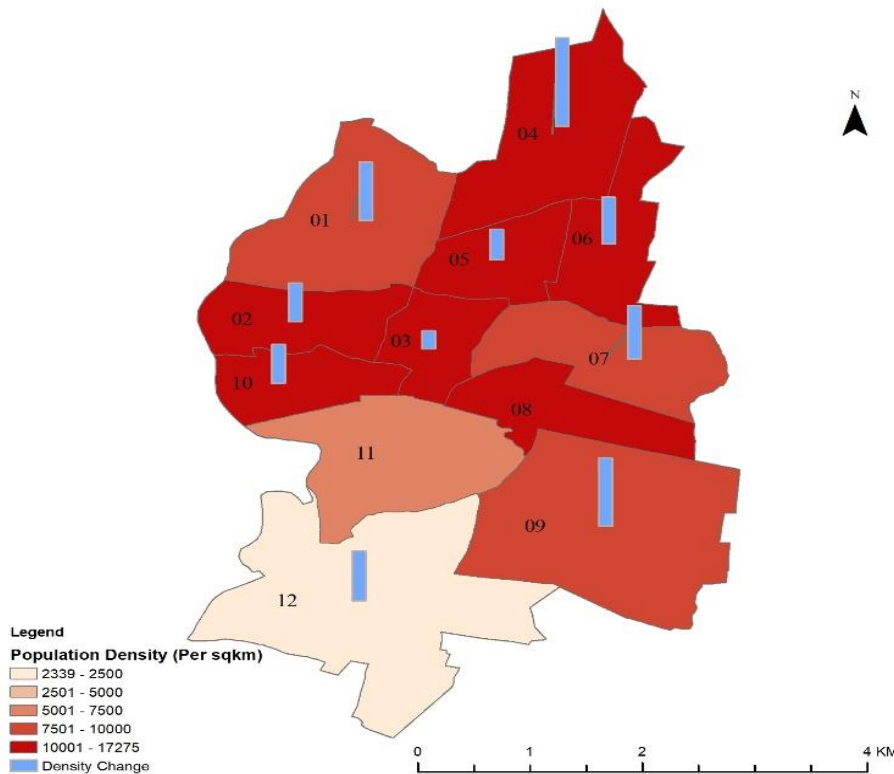 N
04
01
06
05
02
03
07
10
08
11
09
12
Legend
Population Density (Per sqkm)
2339 - 2500
2501 - 5000
5001 - 7500
7501 - 10000
10001 - 17275
Density Change
0 1 2 4 KM